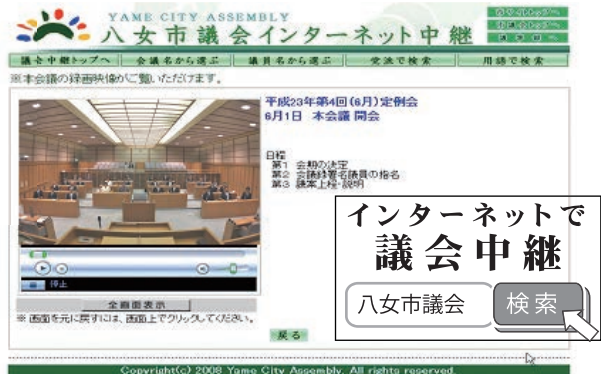 YAME CITY ASSEMBLY
八女市議会インターネット中継
議会中継トップへ 会議名から選ぶ 議員名から選ぶ 党派で検索 用語で検索
※本会議の録画映像がご覧いただけます。
平成23年第4回(6月)定例会
6月1日 本会議 開会
日程
第1 会期の決定
第2 会議録署名議員の指名
第3 議案上程・説明
停止
全画面表示
※ 画面を元に戻すには、画面上でクリックしてください。
戻る
インターネットで
議会中継
八女市議会 検索
Copyright(c) 2008 Yame City Assembly. All rights reserved.